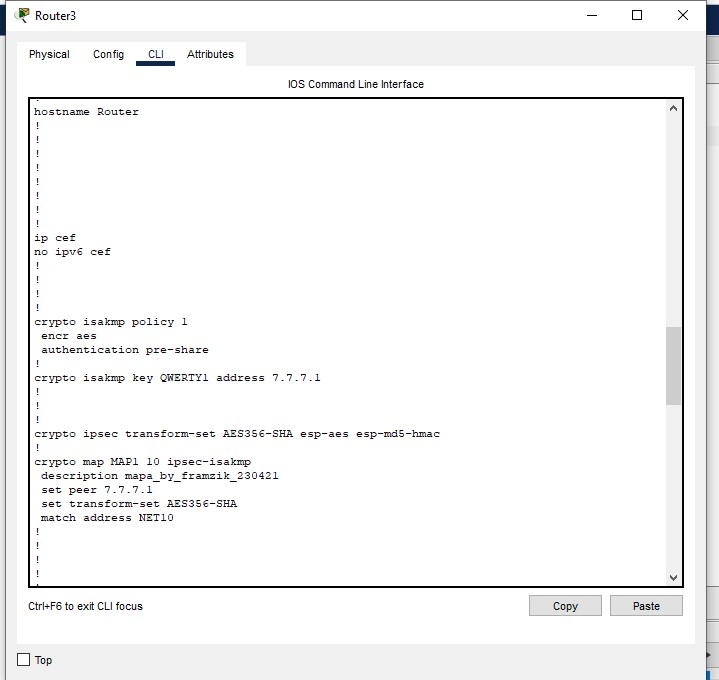 Router3
Physical Config CLI Attributes
IOS Command Line Interface
!
hostname Router
!
!
!
!
!
!
!
!
ip cef
no ipv6 cef
!
!
!
!
crypto isakmp policy 1
encr aes
authentication pre-share
!
crypto isakmp key QWERTY1 address 7.7.7.1
!
!
!
crypto ipsec transform-set AES356-SHA esp-aes esp-md5-hmac
!
crypto map MAP1 10 ipsec-isakmp
description mapa_by_framzik_230421
set peer 7.7.7.1
set transform-set AES356-SHA
match address NET10
!
!
!
!
!
Ctrl+F6 to exit CLI focus
Copy Paste
Top